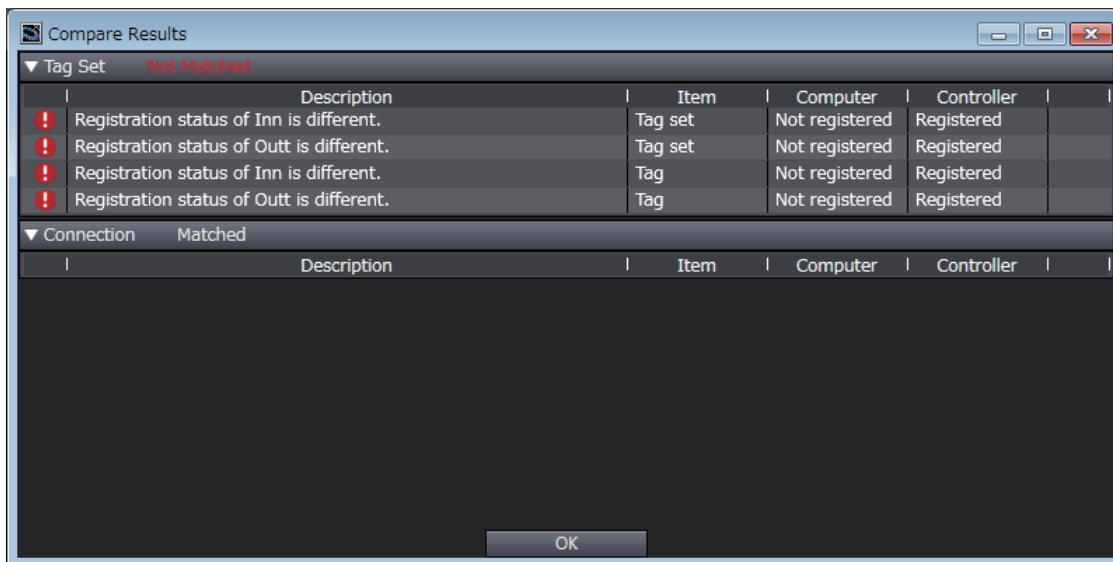 Compare Results
Tag Set Not Matched
Description Item Computer Controller
Registration status of Inn is different. Tag set Not registered Registered
Registration status of Outt is different. Tag set Not registered Registered
Registration status of Inn is different. Tag Not registered Registered
Registration status of Outt is different. Tag Not registered Registered
Connection Matched
Description Item Computer Controller
OK